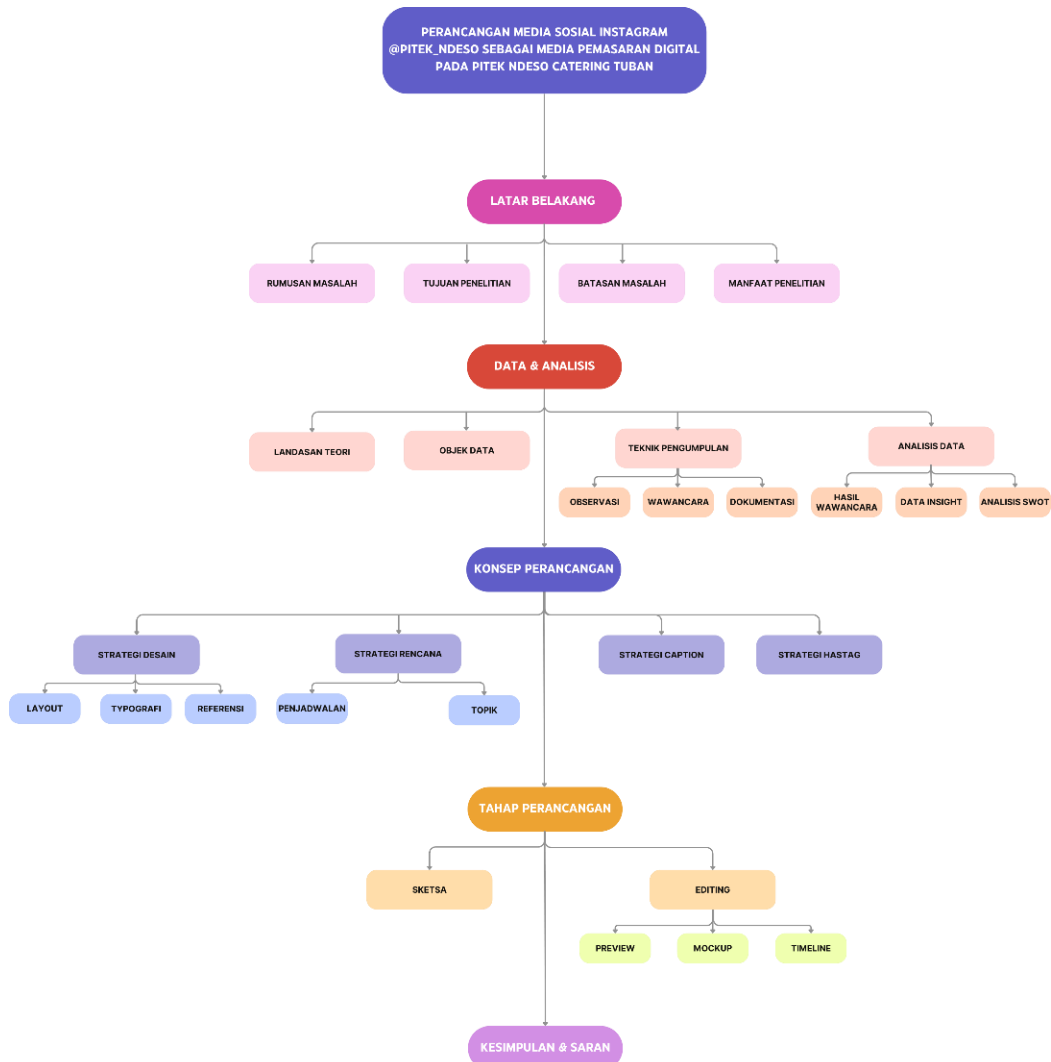 PERANCANGAN MEDIA SOSIAL INSTAGRAM
@PITEK_NDESO SEBAGAI MEDIA PEMASARAN DIGITAL
PADA PITEK NDESO CATERING TUBAN
LATAR BELAKANG
RUMUSAN MASALAH
TUJUAN PENELITIAN
BATASAN MASALAH
MANFAAT PENELITIAN
DATA & ANALISIS
LANDASAN TEORI
OBJEK DATA
TEKNIK PENGUMPULAN
ANALISIS DATA
OBSERVASI
WAWANCARA
DOKUMENTASI
HASIL
WAWANCARA
DATA INSIGHT
ANALISIS SWOT
KONSEP PERANCANGAN
STRATEGI DESAIN
STRATEGI RENCANA
STRATEGI CAPTION
STRATEGI HASTAG
LAYOUT
TYPOGRAFI
REFERENSI
PENJADWALAN
TOPIK
TAHAP PERANCANGAN
SKETSA
EDITING
PREVIEW
MOCKUP
TIMELINE
KESIMPULAN & SARAN